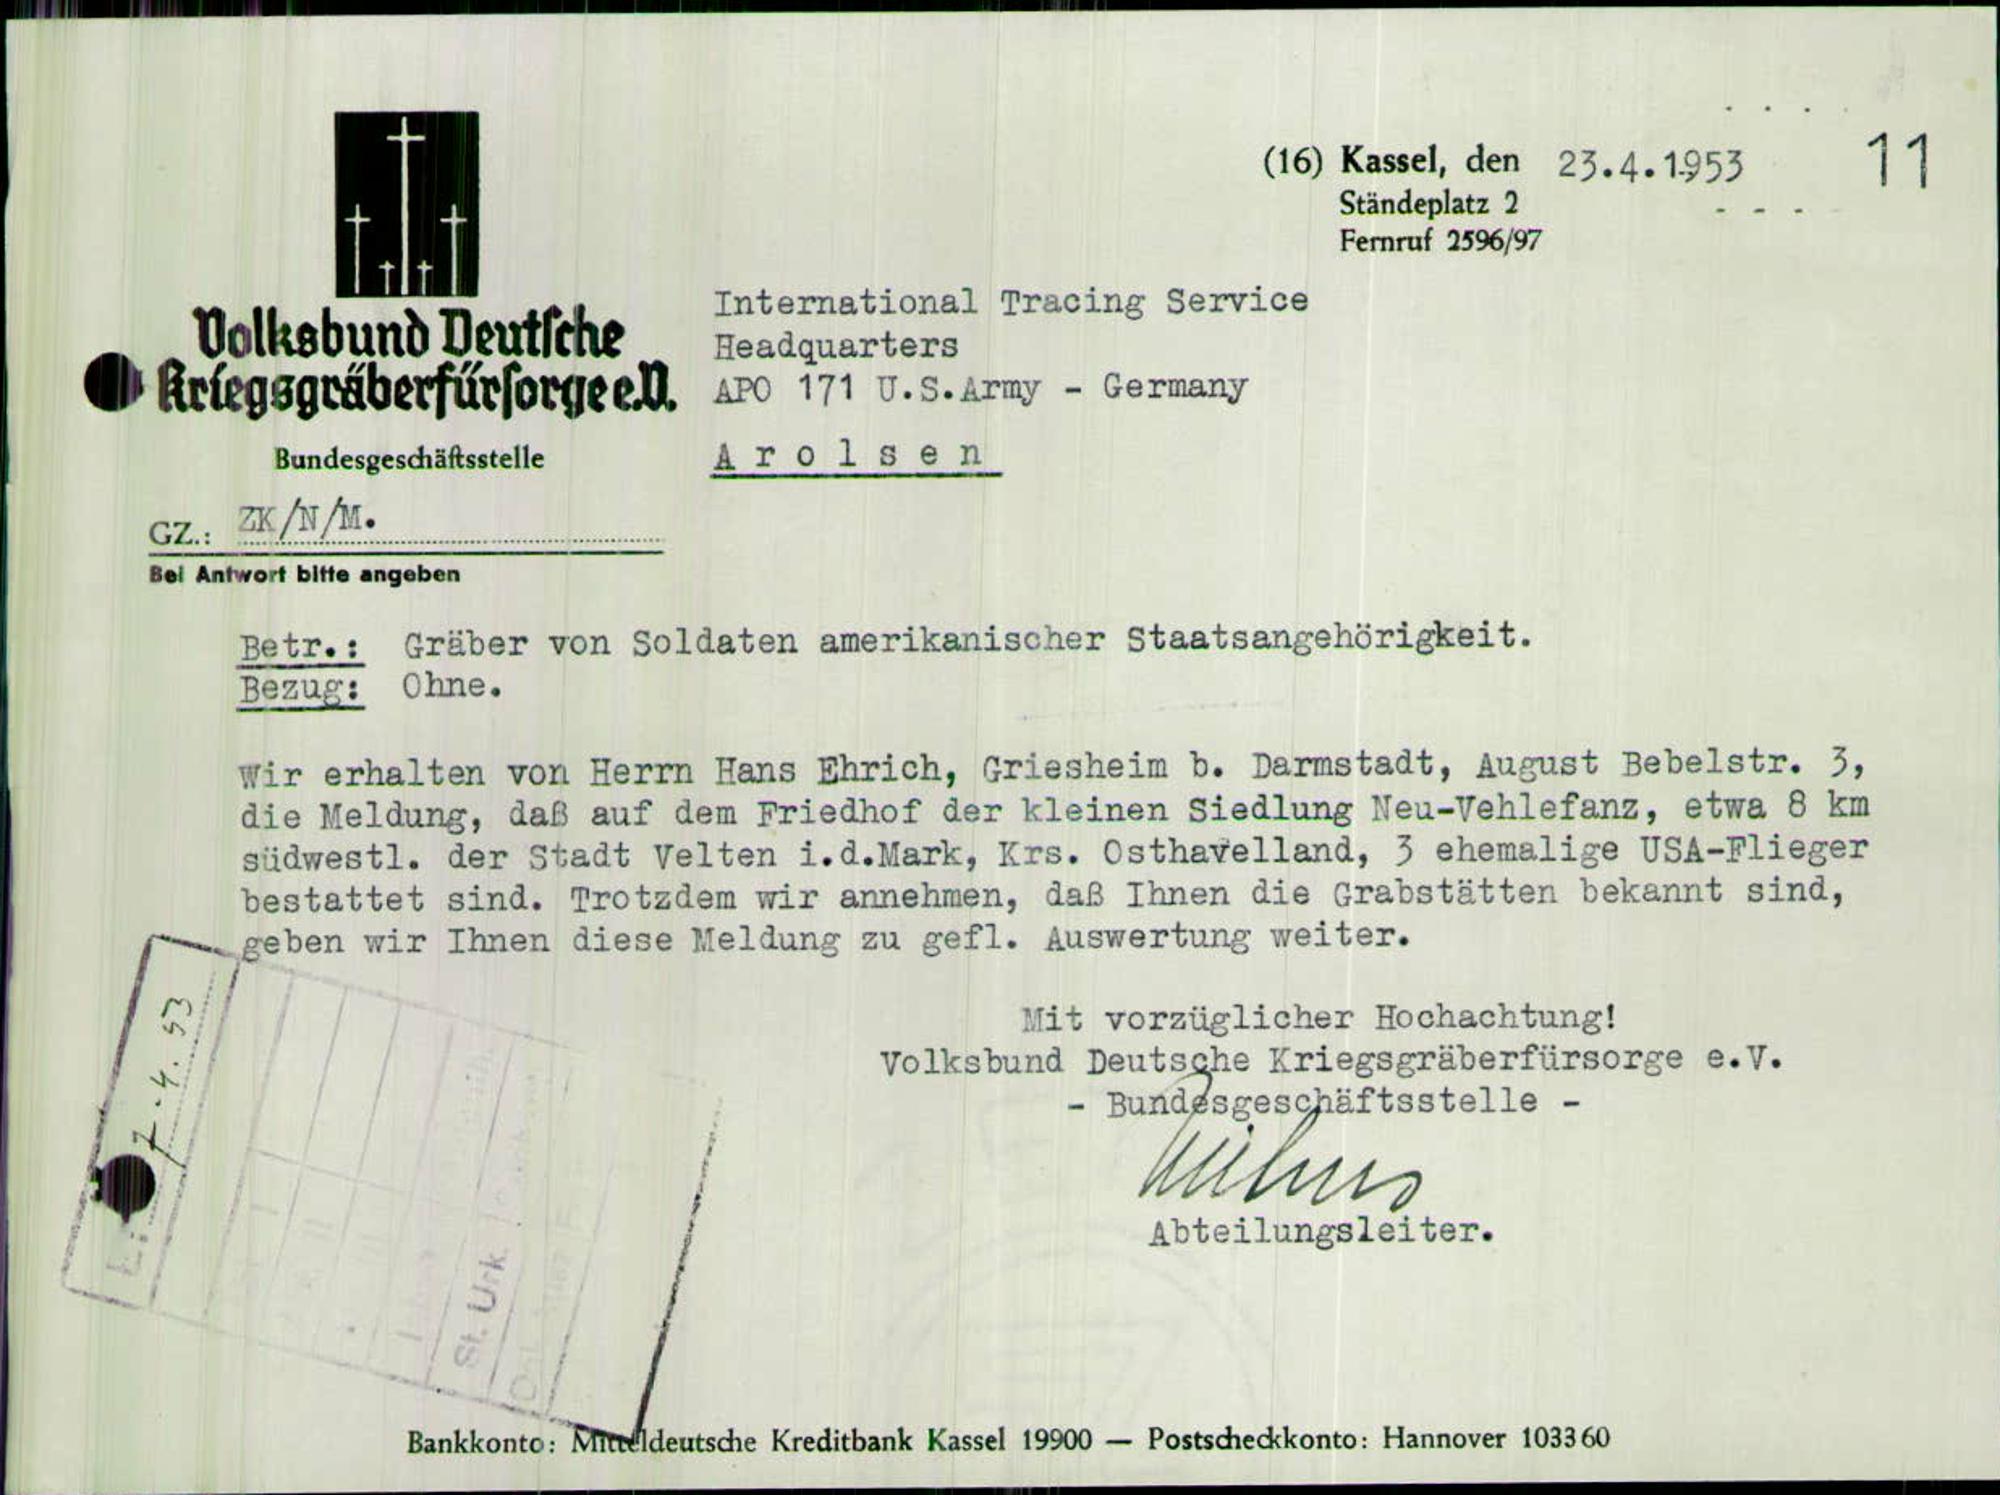 (16) Kassel, den 23.4.1953
11
Ständeplatz 2
Fernruf 2596/97
Volksbund Deutsche
Kriegsgräberfürsorge e.V.
Bundesgeschäftsstelle
GZ.: ZK/N/M.
Bei Antwort bitte angeben
International Tracing Service
Headquarters
APO 171 U.S.Army - Germany
Arolsen
Betr.: Gräber von Soldaten amerikanischer Staatsangehörigkeit.
Bezug: Ohne.
Wir erhalten von Herrn Hans Ehrich, Griesheim b. Darmstadt, August Bebelstr. 3,
die Meldung, daß auf dem Friedhof der kleinen Siedlung Neu-Vehlefanz, etwa 8 km
südwestl. der Stadt Velten i.d.Mark, Krs. Osthavelland, 3 ehemalige USA-Flieger
bestattet sind. Trotzdem wir annehmen, daß Ihnen die Grabstätten bekannt sind,
geben wir Ihnen diese Meldung zu gefl. Auswertung weiter.
Mit vorzüglicher Hochachtung!
Volksbund Deutsche Kriegsgräberfürsorge e.V.
- Bundesgeschäftsstelle -
Abteilungsleiter.
St. Urk.
Bankkonto: Mitteldeutsche Kreditbank Kassel 19900 — Postscheckkonto: Hannover 103360